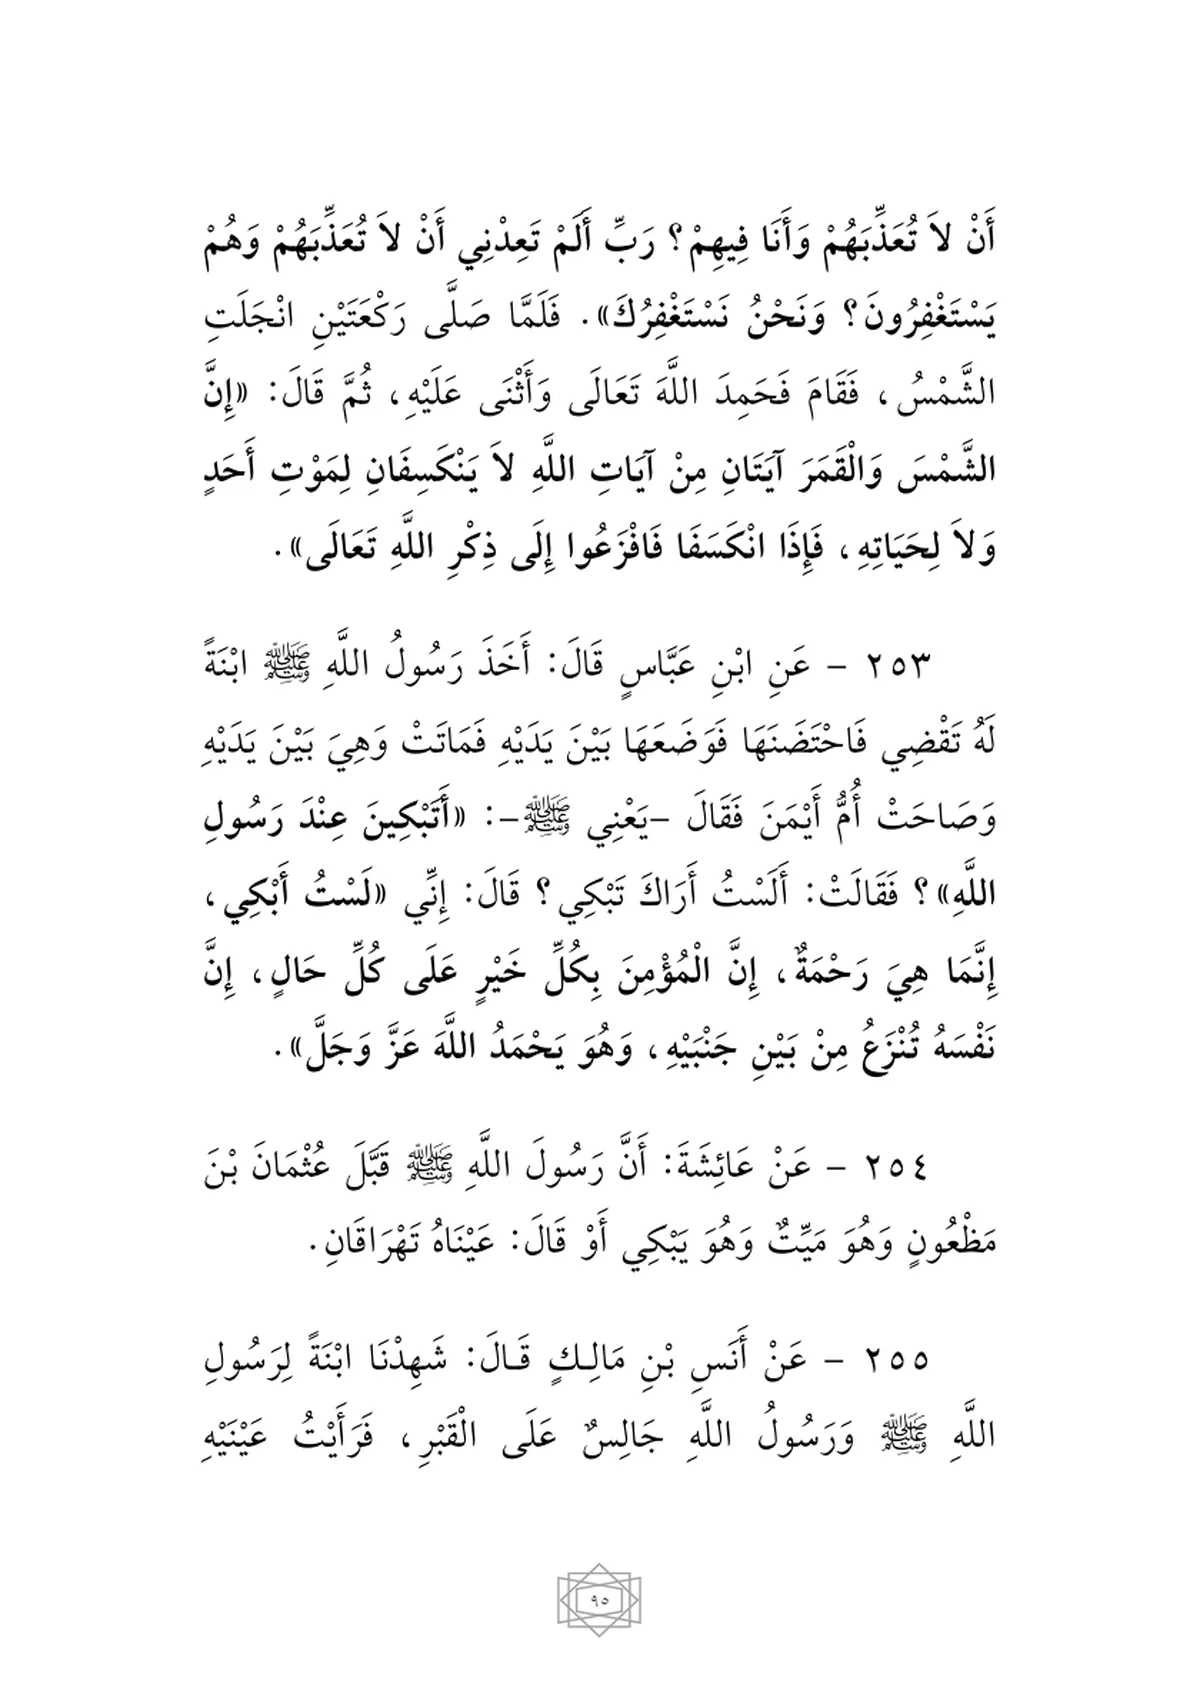 أَنْ لاَ تُعَذِّبَهُمْ وَأَنَا فِيهِمْ؟ رَبِّ أَلَمْ تَعِدْنِي أَنْ لاَ تُعَذِّبَهُمْ وَهُمْ
يَسْتَغْفِرُونَ؟ وَنَحْنُ نَسْتَغْفِرُكَ». فَلَمَّا صَلَّى رَكْعَتَيْنِ انْجَلَتِ
الشَّمْسُ، فَقَامَ فَحَمِدَ اللَّهَ تَعَالَى وَأَثْنَى عَلَيْهِ، ثُمَّ قَالَ: «إِنَّ
الشَّمْسَ وَالْقَمَرَ آيَتَانِ مِنْ آيَاتِ اللَّهِ لاَ يَنْكَسِفَانِ لِمَوْتِ أَحَدٍ
وَلاَ لِحَيَاتِهِ، فَإِذَا انْكَسَفَا فَافْزَعُوا إِلَى ذِكْرِ اللَّهِ تَعَالَى».
٢٥٣ – عَنِ ابْنِ عَبَّاسٍ قَالَ: أَخَذَ رَسُولُ اللَّهِ ﷺ ابْنَةً
لَهُ تَقْضِي فَاحْتَضَنَهَا فَوَضَعَهَا بَيْنَ يَدَيْهِ فَمَاتَتْ وَهِيَ بَيْنَ يَدَيْهِ
وَصَاحَتْ أُمُّ أَيْمَنَ فَقَالَ –يَعْنِي ﷺ–: «أَتَبْكِينَ عِنْدَ رَسُولِ
اللَّهِ»؟ فَقَالَتْ: أَلَسْتُ أَرَاكَ تَبْكِي؟ قَالَ: إِنِّي «لَسْتُ أَبْكِي،
إِنَّمَا هِيَ رَحْمَةٌ، إِنَّ الْمُؤْمِنَ بِكُلِّ خَيْرٍ عَلَى كُلِّ حَالٍ، إِنَّ
نَفْسَهُ تُنْزَعُ مِنْ بَيْنِ جَنْبَيْهِ، وَهُوَ يَحْمَدُ اللَّهَ عَزَّ وَجَلَّ».
٢٥٤ – عَنْ عَائِشَةَ: أَنَّ رَسُولَ اللَّهِ ﷺ قَبَّلَ عُثْمَانَ بْنَ
مَظْعُونٍ وَهُوَ مَيِّتٌ وَهُوَ يَبْكِي أَوْ قَالَ: عَيْنَاهُ تَهْرَاقَانِ.
٢٥٥ – عَنْ أَنَسِ بْنِ مَالِـكٍ قَـالَ: شَهِدْنَا ابْنَةً لِرَسُولِ
اللَّهِ ﷺ وَرَسُولُ اللَّهِ جَالِسٌ عَلَى الْقَبْرِ، فَرَأَيْتُ عَيْنَيْهِ
٩٥